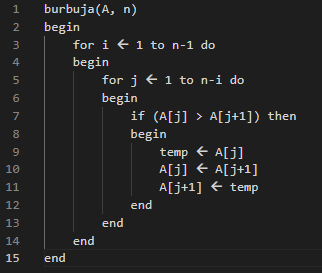 1 burbuja(A, n)
2 begin
3     for i ← 1 to n-1 do
4     begin
5         for j ← 1 to n-i do
6         begin
7             if (A[j] > A[j+1]) then
8             begin
9                 temp ← A[j]
10                 A[j] ← A[j+1]
11                 A[j+1] ← temp
12             end
13         end
14     end
15 end